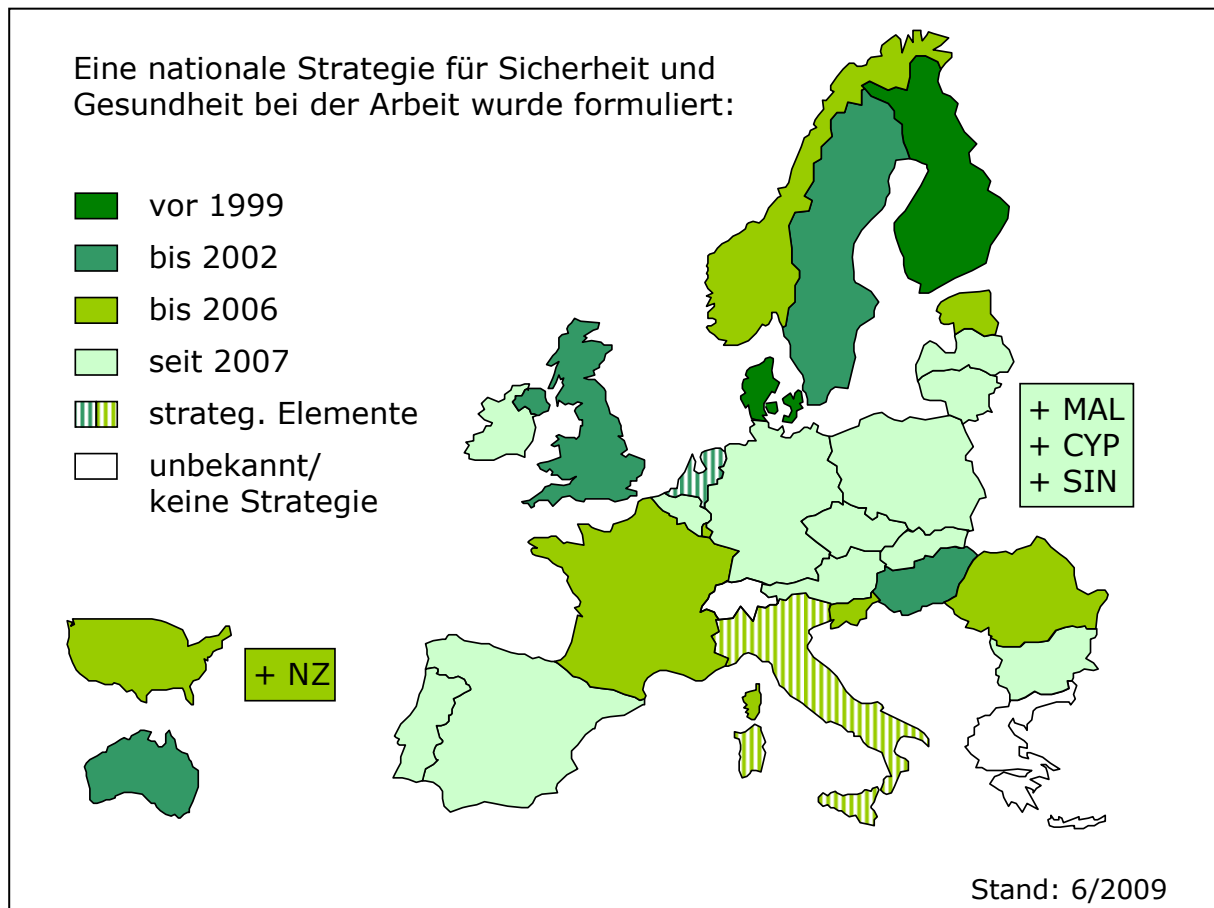 Eine nationale Strategie für Sicherheit und
Gesundheit bei der Arbeit wurde formuliert:
vor 1999
bis 2002
bis 2006
seit 2007
strateg. Elemente
unbekannt/
keine Strategie
+ MAL
+ CYP
+ SIN
+ NZ
Stand: 6/2009